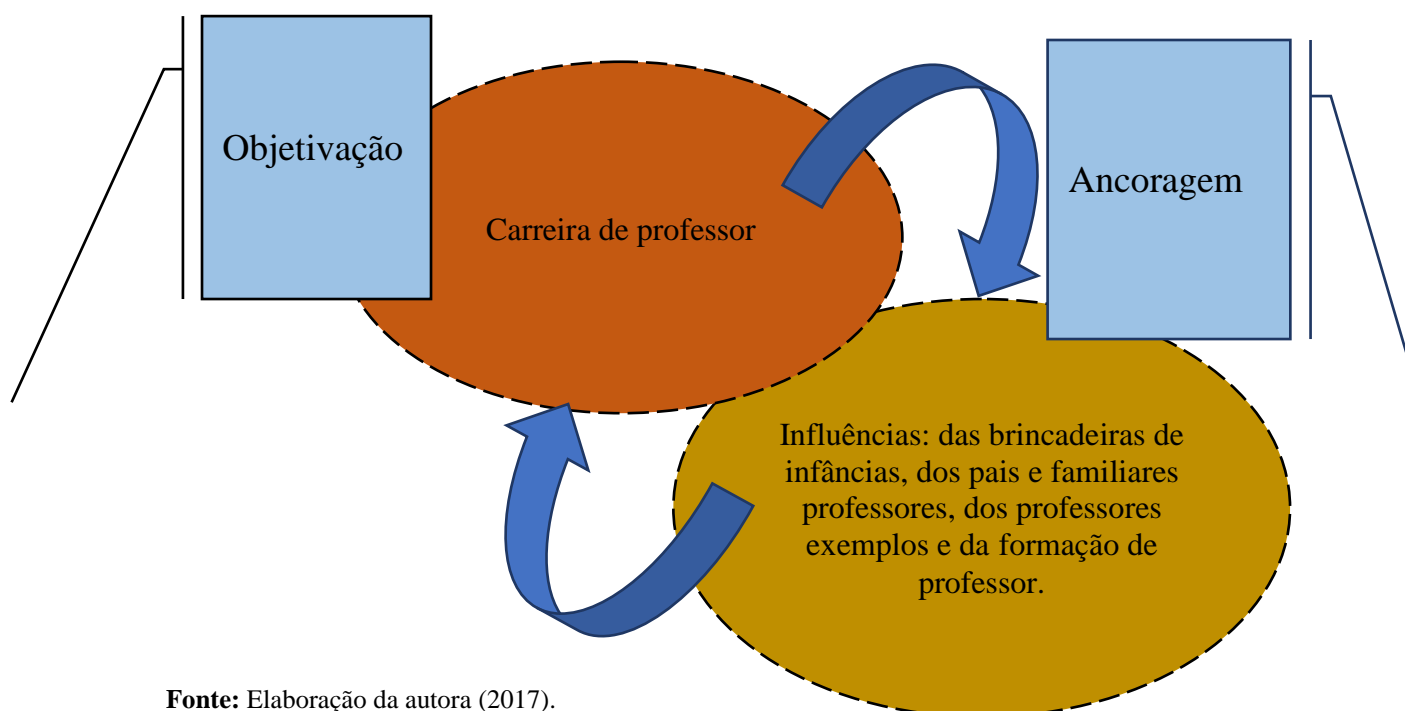 Objetivação
Ancoragem
Carreira de professor
Influências: das brincadeiras de
infâncias, dos pais e familiares
professores, dos professores
exemplos e da formação de
professor.
Fonte: Elaboração da autora (2017).